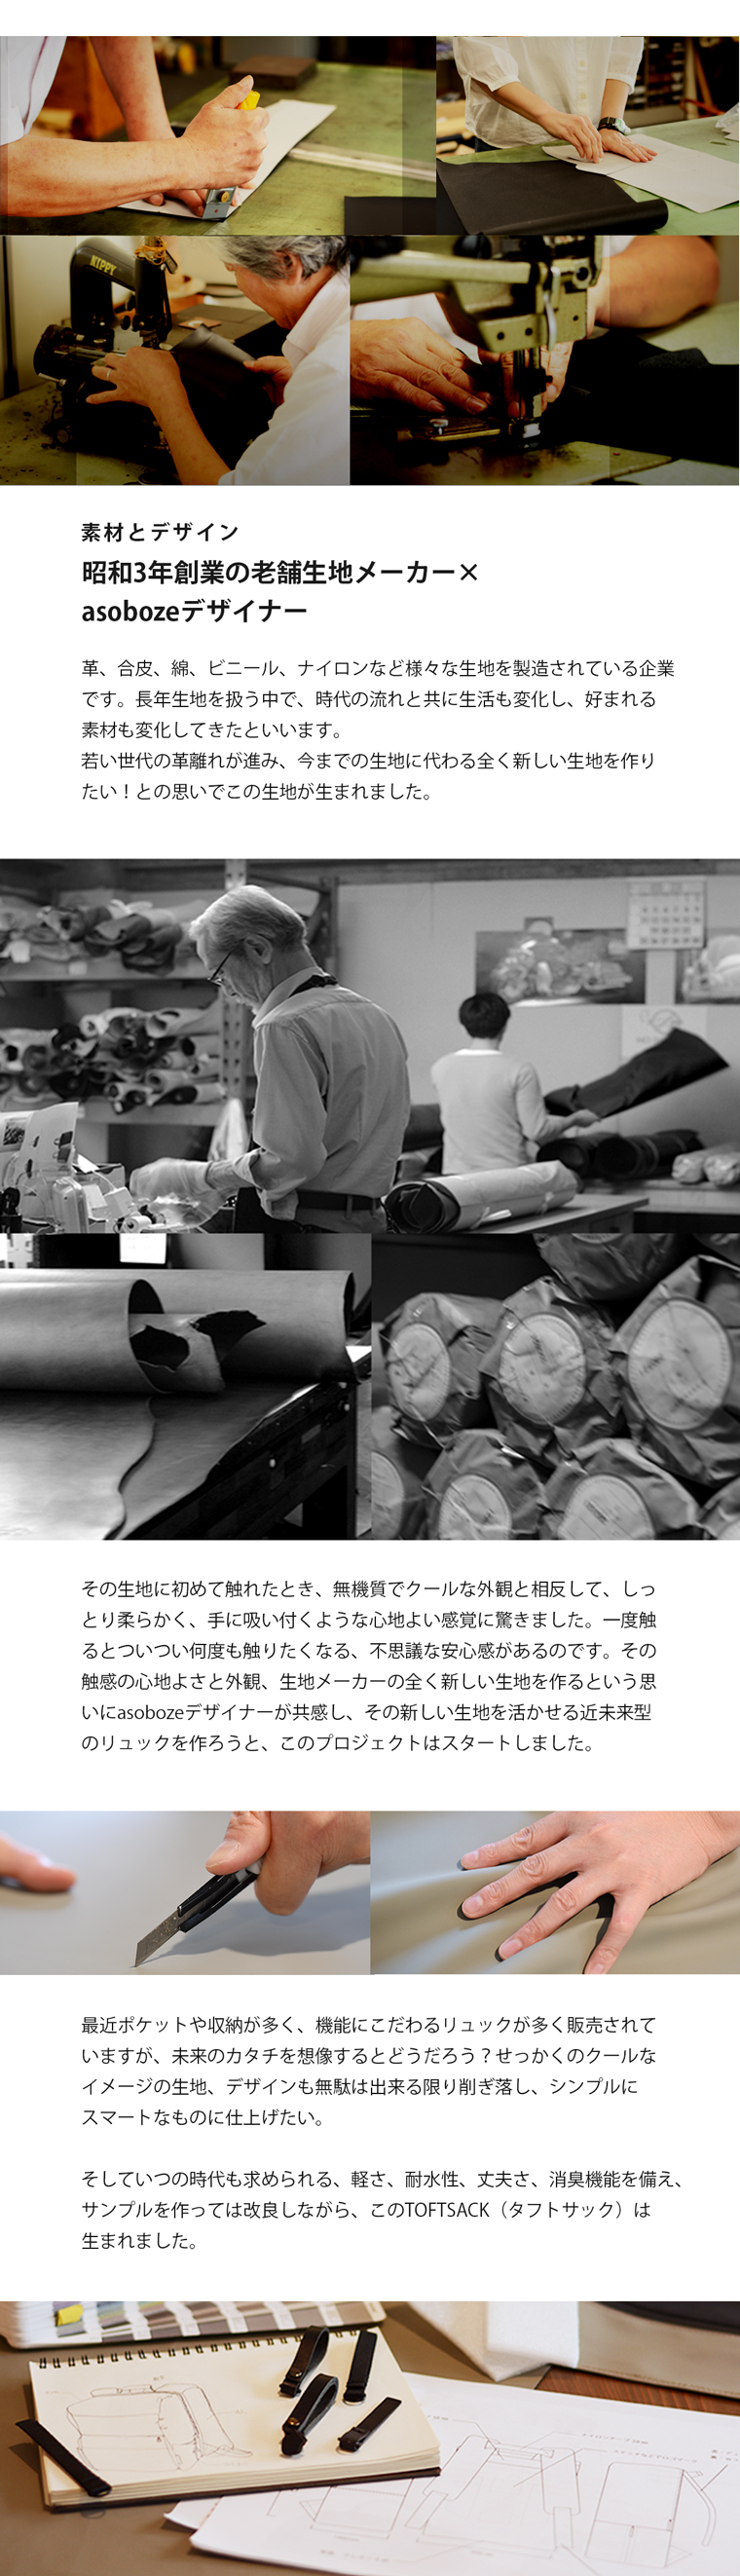 KIPPY
素材とデザイン
昭和3年創業の老舗生地メーカー×
asobozeデザイナー
革、合皮、綿、ビニール、ナイロンなど様々な生地を製造されている企業
です。長年生地を扱う中で、時代の流れと共に生活も変化し、好まれる
素材も変化してきたといいます。
若い世代の革離れが進み、今までの生地に代わる全く新しい生地を作り
たい！との思いでこの生地が生まれました。
その生地に初めて触れたとき、無機質でクールな外観と相反して、しっ
とり柔らかく、手に吸い付くような心地よい感覚に驚きました。一度触
るとついつい何度も触りたくなる、不思議な安心感があるのです。その
触感の心地よさと外観、生地メーカーの全く新しい生地を作るという思
いにasobozeデザイナーが共感し、その新しい生地を活かせる近未来型
のリュックを作ろうと、このプロジェクトはスタートしました。
最近ポケットや収納が多く、機能にこだわるリュックが多く販売されて
いますが、未来のカタチを想像するとどうだろう？せっかくのクールな
イメージの生地、デザインも無駄は出来る限り削ぎ落し、シンプルに
スマートなものに仕上げたい。
そしていつの時代も求められる、軽さ、耐水性、丈夫さ、消臭機能を備え、
サンプルを作っては改良しながら、このTOFTSACK（タフトサック）は
生まれました。